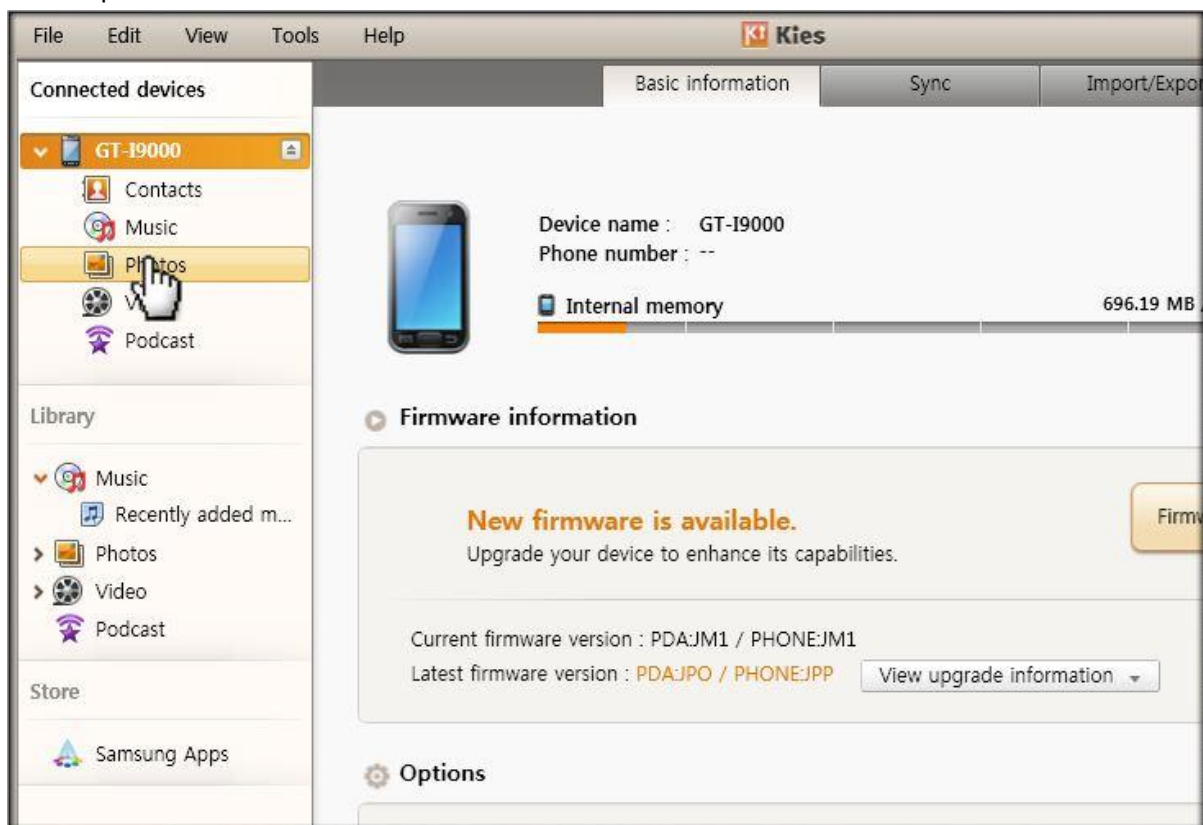 File Edit View Tools Help Kies
Connected devices
Basic information Sync
GT-I9000
Contacts
Music
Photos
Podcast
Device name : GT-I9000
Phone number : --
Internal memory 696.19 MB
Library
Music
Recently added m...
Photos
Video
Podcast
Store
Samsung Apps
Firmware information
New firmware is available.
Upgrade your device to enhance its capabilities.
Current firmware version : PDA:JM1 / PHONE:JM1
Latest firmware version : PDA:JPO / PHONE:JPP View upgrade information
Options